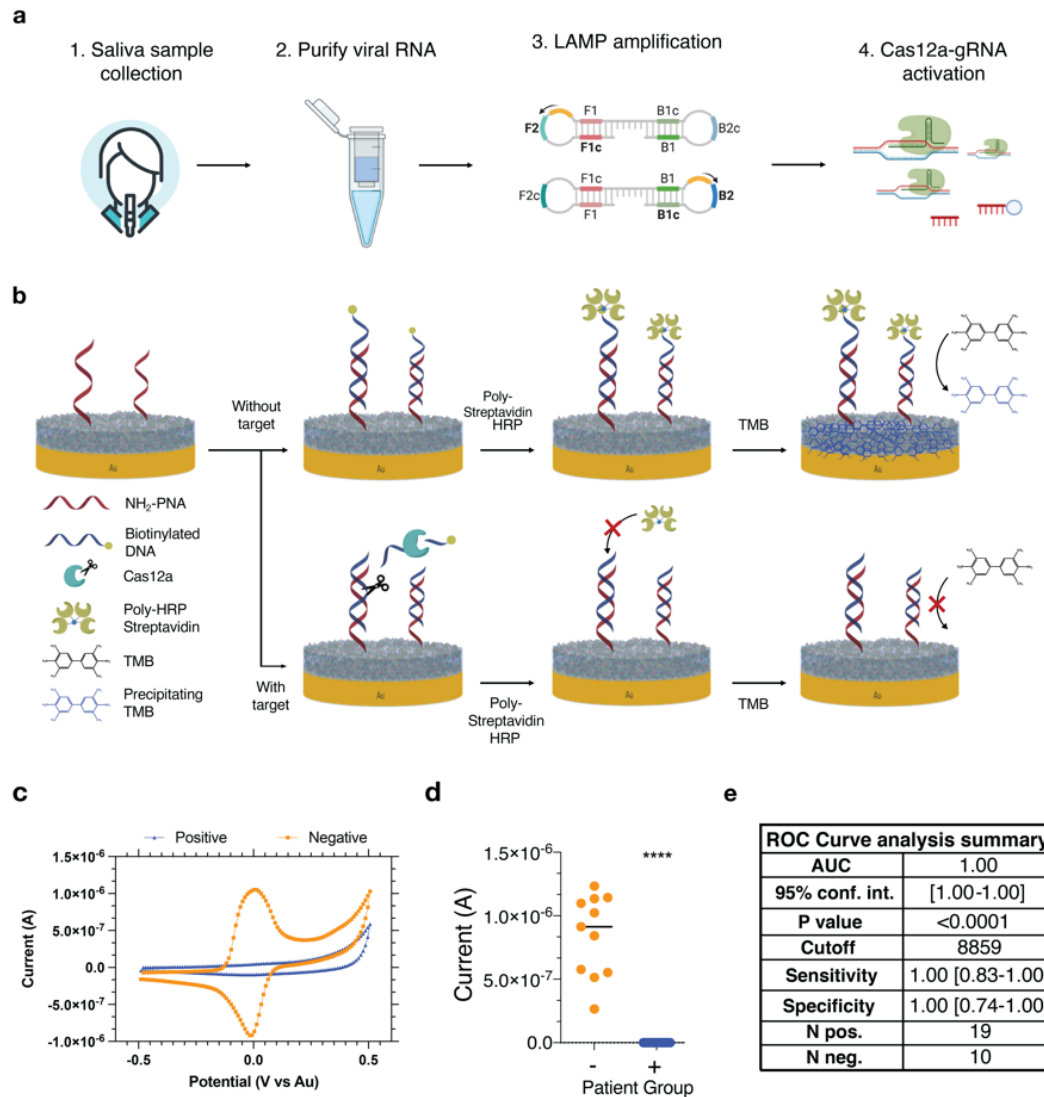 a
1. Saliva sample
collection
2. Purify viral RNA
3. LAMP amplification
4. Cas12a-gRNA
activation
F1
B1c
F2
B2c
F1c
B1
F1c
B1
F2c
B2
F1
B1c
b
Without
target
Poly-
Streptavidin
HRP
TMB
Au
Au
Au
Au
NH₂-PNA
Biotinylated
DNA
Cas12a
Poly-HRP
Streptavidin
TMB
Precipitating
TMB
With
target
Poly-
Streptavidin
HRP
TMB
Au
Au
Au
c
Positive
Negative
1.5×10⁻⁶
1.0×10⁻⁶
5.0×10⁻⁷
0.0
-5.0×10⁻⁷
-1.0×10⁻⁶
Current (A)
-0.5
0.0
0.5
Potential (V vs Au)
d
****
1.5×10⁻⁶
1.0×10⁻⁶
5.0×10⁻⁷
0.0
Current (A)
- +
Patient Group
e
ROC Curve analysis summary
AUC 1.00
95% conf. int. [1.00-1.00]
P value <0.0001
Cutoff 8859
Sensitivity 1.00 [0.83-1.00
Specificity 1.00 [0.74-1.00
N pos. 19
N neg. 10